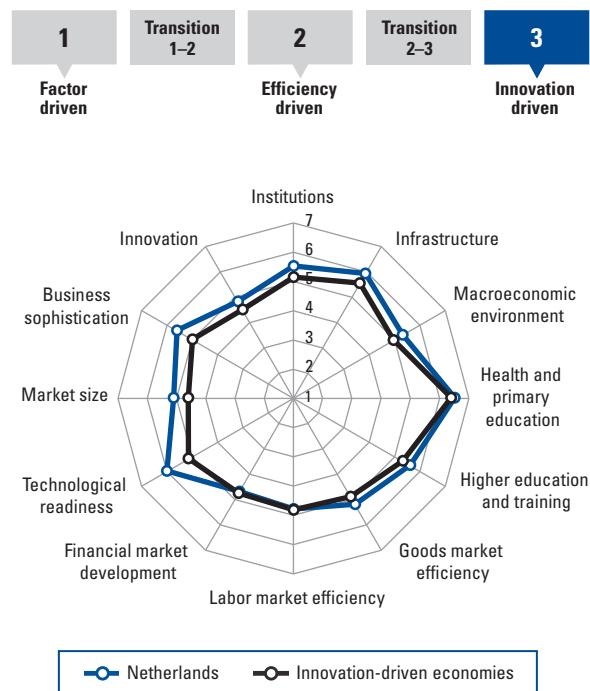 1
Transition
1–2
2
Transition
2–3
3
Factor
driven
Efficiency
driven
Innovation
driven
Institutions
7
Innovation
6
Infrastructure
5
Business
sophistication
4
Macroeconomic
environment
3
2
Market size
1
Health and
primary
education
Technological
readiness
Higher education
and training
Financial market
development
Goods market
efficiency
Labor market efficiency
Netherlands
Innovation-driven economies